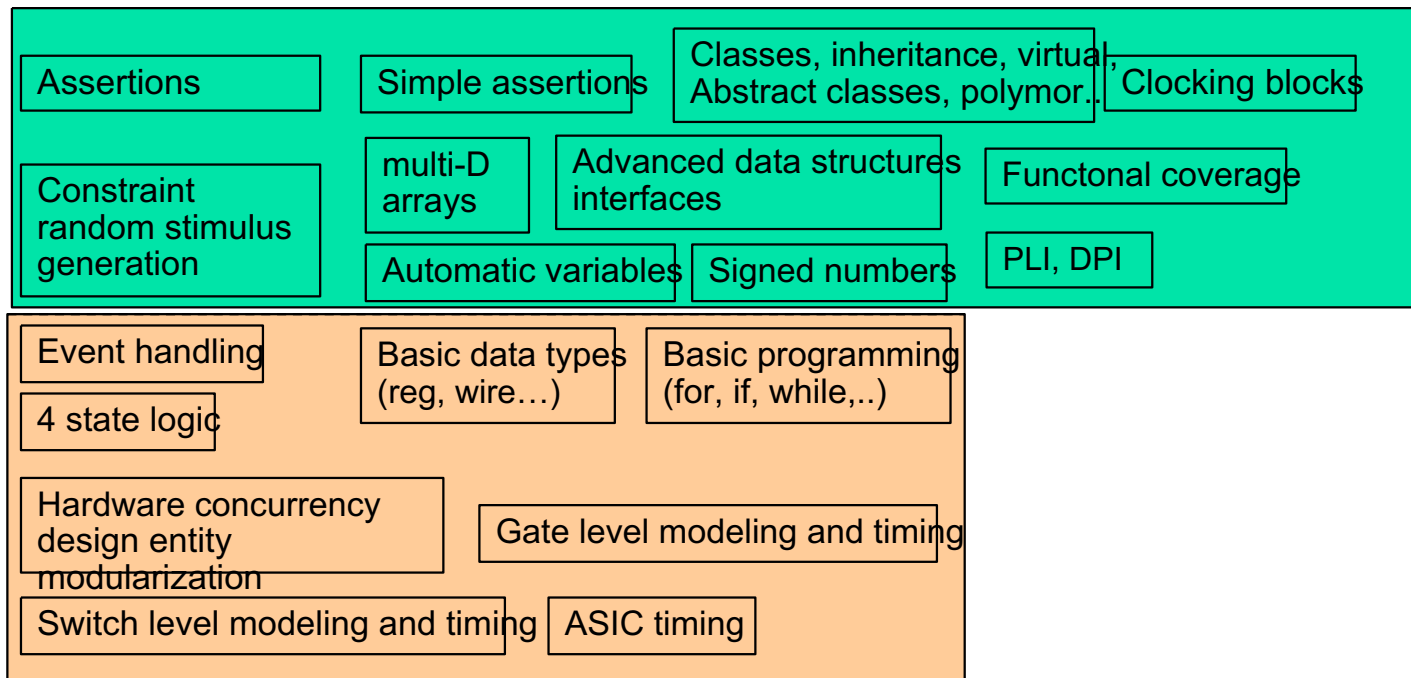 Assertions
Simple assertions
Classes, inheritance, virtual,
Abstract classes, polymor..
Clocking blocks
Constraint
random stimulus
generation
multi-D
arrays
Advanced data structures
interfaces
Functonal coverage
Automatic variables
Signed numbers
PLI, DPI
Event handling
Basic data types
(reg, wire…)
Basic programming
(for, if, while,..)
4 state logic
Hardware concurrency
design entity
modularization
Gate level modeling and timing
Switch level modeling and timing
ASIC timing